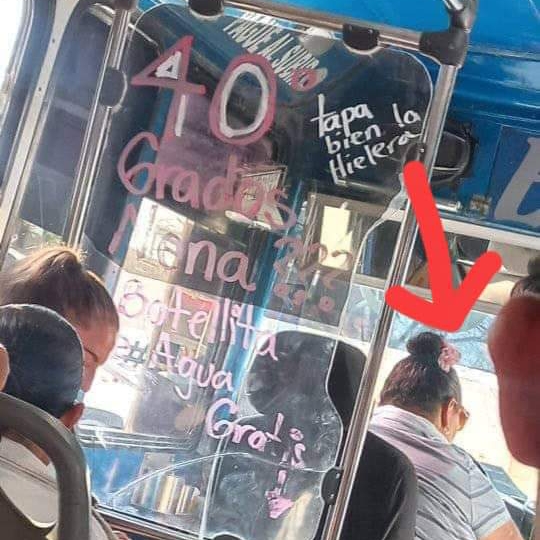 PAGUE AL SUBIR
40°
tapa
bien la
Hielera
Grados
Nena ???
Botellita
#Agua
Gratis!